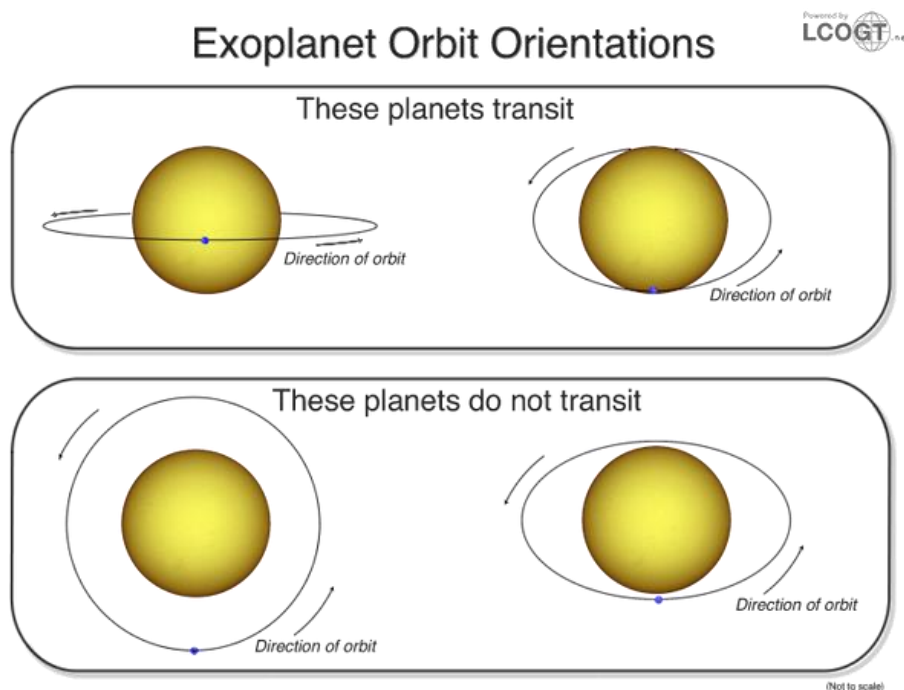 Powered by
LCOGT.ne
Exoplanet Orbit Orientations
These planets transit
Direction of orbit
Direction of orbit
These planets do not transit
Direction of orbit
Direction of orbit
(Not to scale)